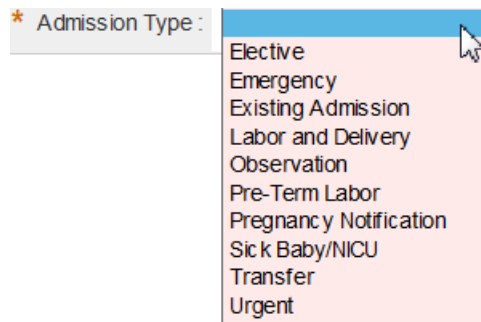 * Admission Type :
Elective
Emergency
Existing Admission
Labor and Delivery
Observation
Pre-Term Labor
Pregnancy Notification
Sick Baby/NICU
Transfer
Urgent